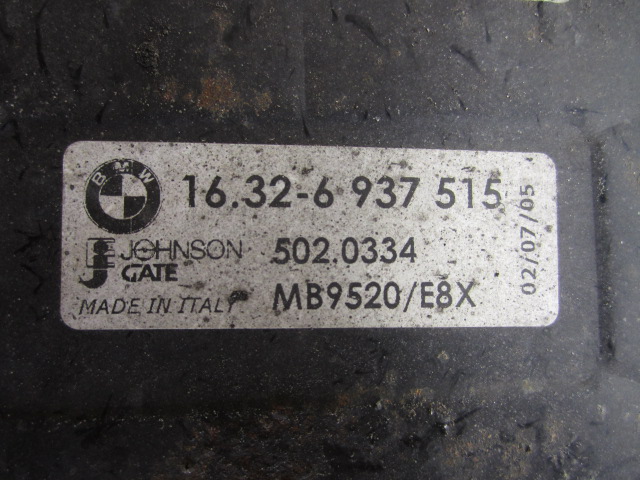 BMW
16.32-6 937 515
JOHNSON
GATE
502.0334
MADE IN ITALY
MB9520/E8X
02/07/05